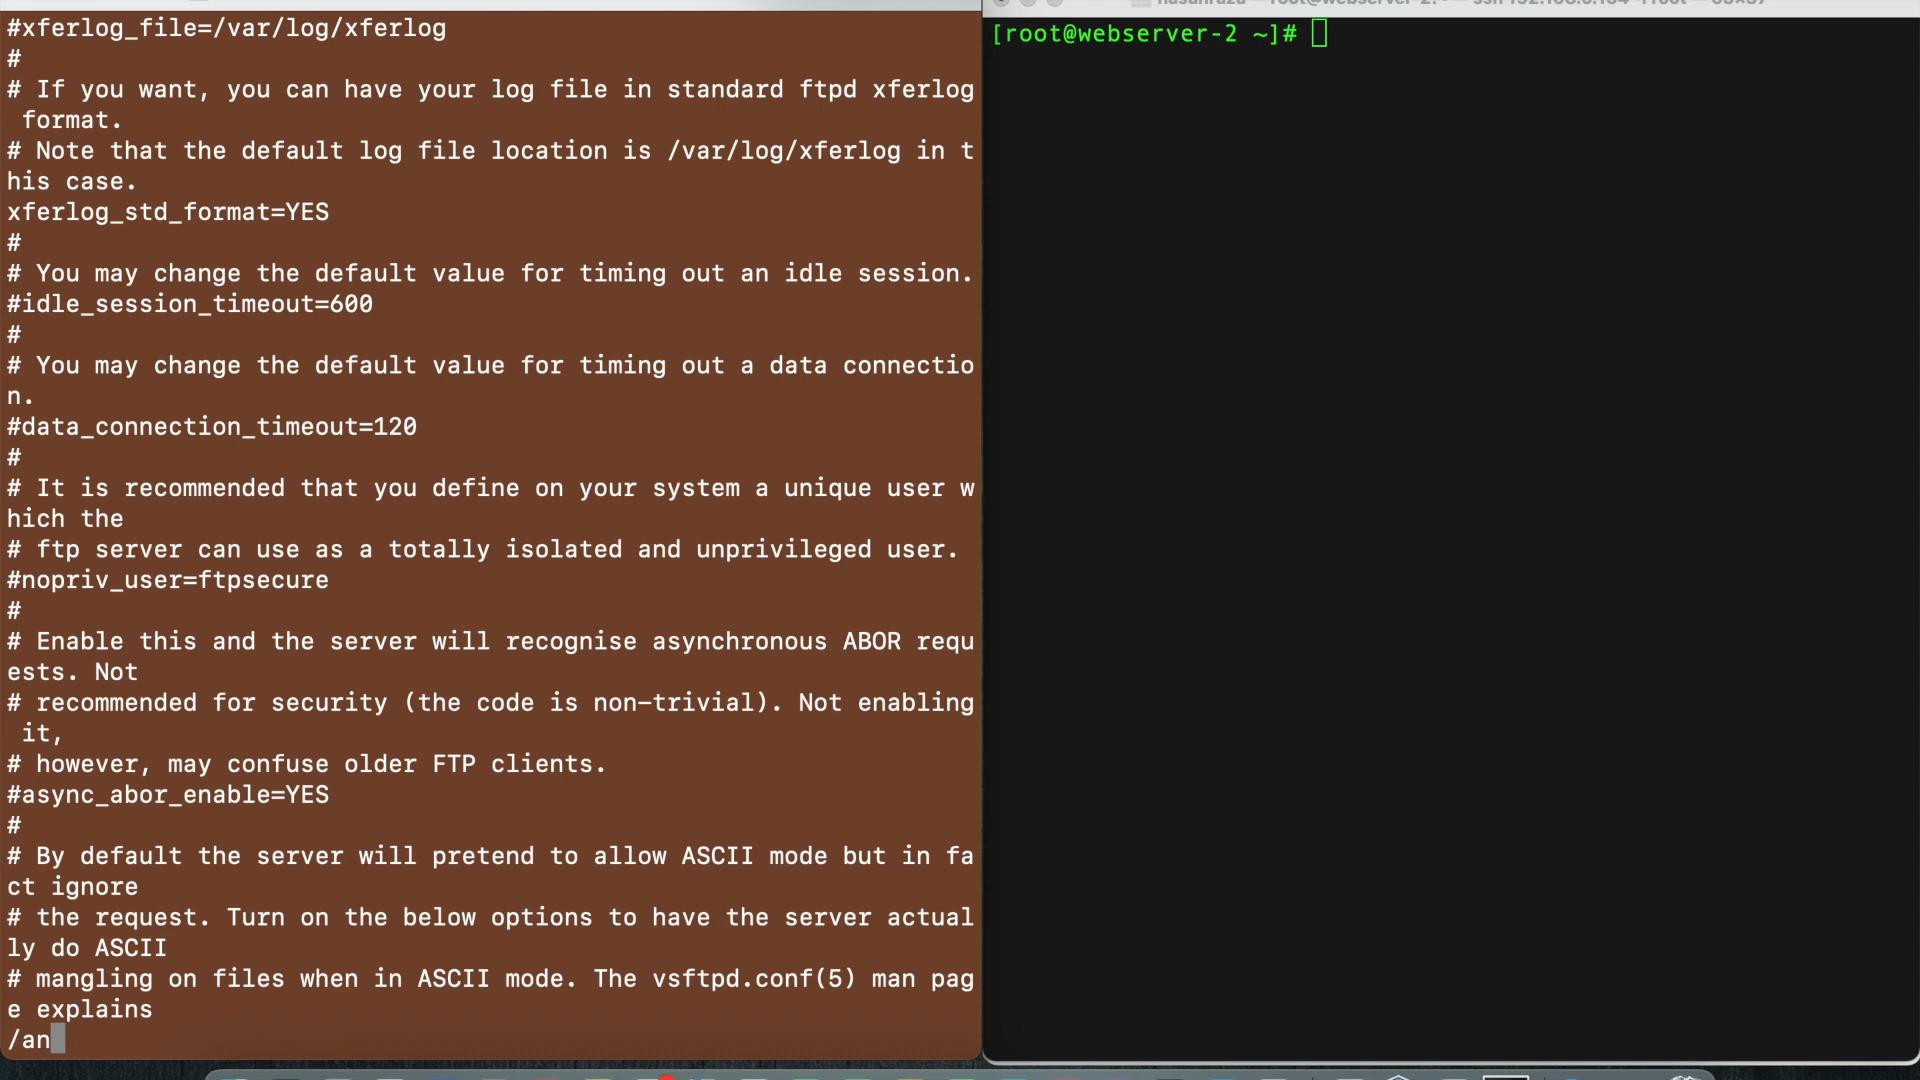 #xferlog_file=/var/log/xferlog
#
# If you want, you can have your log file in standard ftpd xferlog
 format.
# Note that the default log file location is /var/log/xferlog in t
his case.
xferlog_std_format=YES
#
# You may change the default value for timing out an idle session.
#idle_session_timeout=600
#
# You may change the default value for timing out a data connectio
n.
#data_connection_timeout=120
#
# It is recommended that you define on your system a unique user w
hich the
# ftp server can use as a totally isolated and unprivileged user.
#nopriv_user=ftpsecure
#
# Enable this and the server will recognise asynchronous ABOR requ
ests. Not
# recommended for security (the code is non-trivial). Not enabling
 it,
# however, may confuse older FTP clients.
#async_abor_enable=YES
#
# By default the server will pretend to allow ASCII mode but in fa
ct ignore
# the request. Turn on the below options to have the server actual
ly do ASCII
# mangling on files when in ASCII mode. The vsftpd.conf(5) man pag
e explains
/an
[root@webserver-2 ~]#